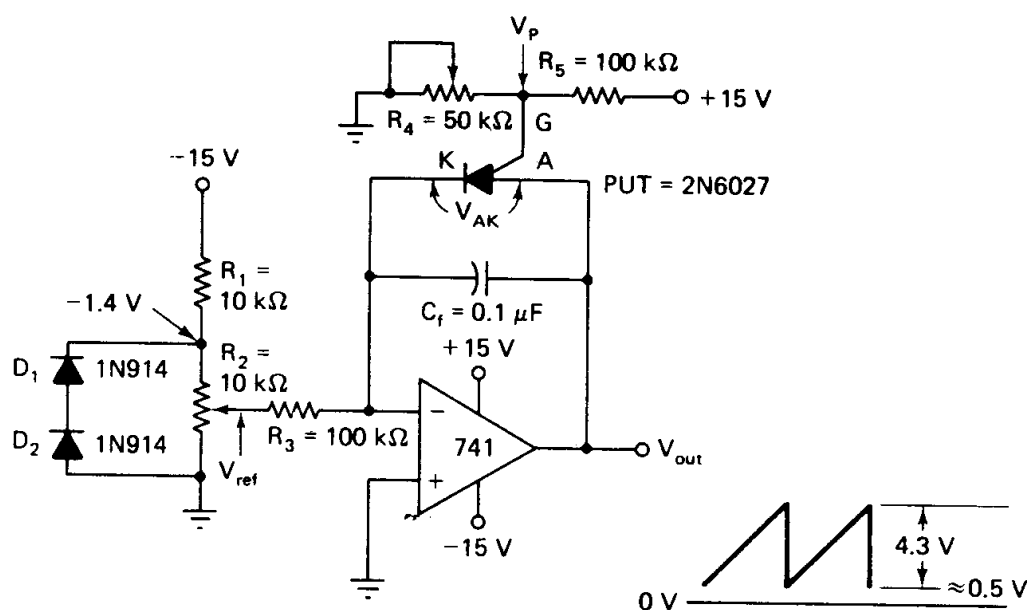 V_P
R_5 = 100 kΩ
+15 V
R_4 = 50 kΩ
G
K
A
PUT = 2N6027
V_AK
−15 V
R_1 =
10 kΩ
−1.4 V
C_f = 0.1 μF
+15 V
D_1
1N914
R_2 =
10 kΩ
R_3 = 100 kΩ
−
741
+
D_2
1N914
V_ref
V_out
−15 V
4.3 V
≈0.5 V
0 V